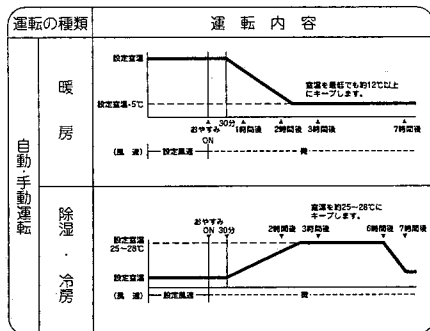 運転の種類
運転内容
自動・手動運転
暖房
設定室温
室温を最低でも約12℃以上
にキープします。
設定室温-5℃
30分
1時間後
2時間後
3時間後
7時間後
おやすみ
ON
(風速)
設定風速
微
除湿・冷房
おやすみ
ON
30分
室温を約25~28℃に
キープします。
2時間後
3時間後
6時間後
7時間後
設定室温
25~28℃
設定室温
(風速)
設定風速
微